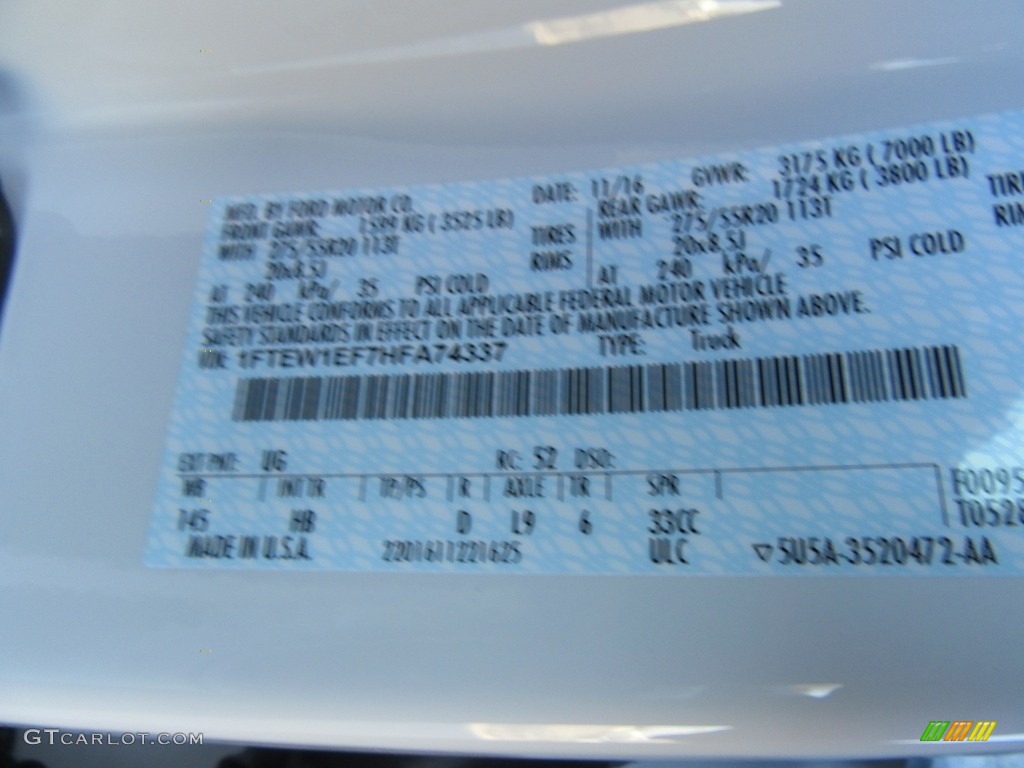 MFD. BY FORD MOTOR CO. DATE: 11/16 GVWR: 3175 KG ( 7000 LB)
FRONT GAWR: 1599 KG ( 3525 LB) REAR GAWR: 1724 KG ( 3800 LB)
WITH 275/55R20 113T TIRES WITH 275/55R20 113T
20x8.5J RIMS 20x8.5J
AT 240 kPa/ 35 PSI COLD AT 240 kPa/ 35 PSI COLD
THIS VEHICLE CONFORMS TO ALL APPLICABLE FEDERAL MOTOR VEHICLE
SAFETY STANDARDS IN EFFECT ON THE DATE OF MANUFACTURE SHOWN ABOVE.
1FTEW1EF7HFA74337 TYPE: Truck
EXT PNT: UG RC: 52 DSO:
WB INT TR TP/PS R AXLE TR SPR F0095
145 HB D L9 6 33CC T0528
MADE IN U.S.A. 2201611221625 ULC ▽5U5A-3520472-AA
GTCARLOT.COM